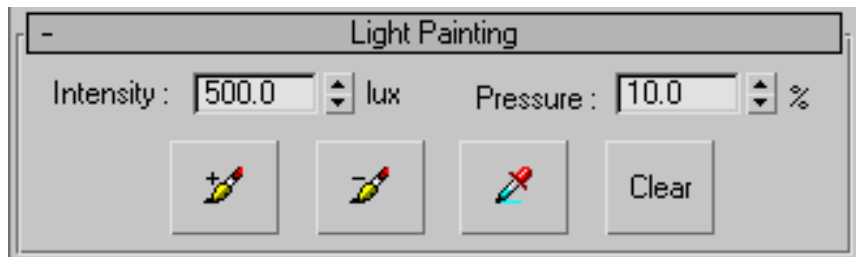 - Light Painting
Intensity : 500.0 lux Pressure : 10.0 %
Clear